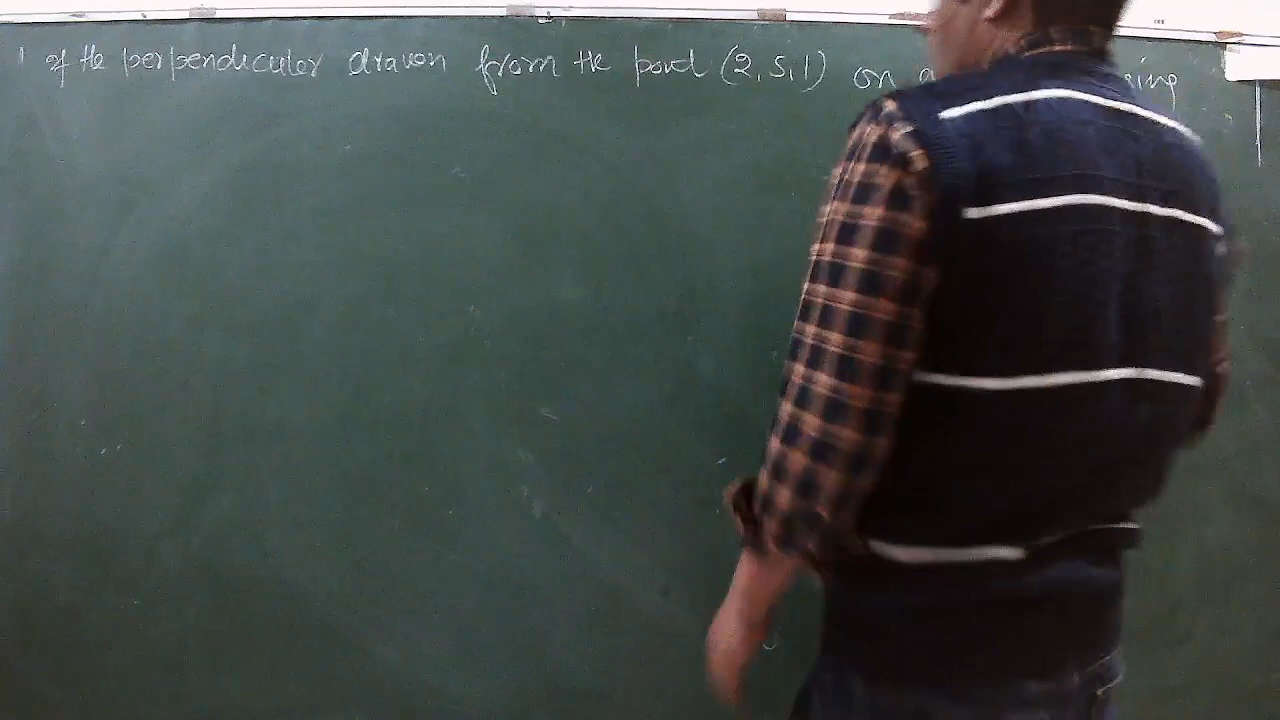 of the perpendicular drawn from the point (2,5,1) on